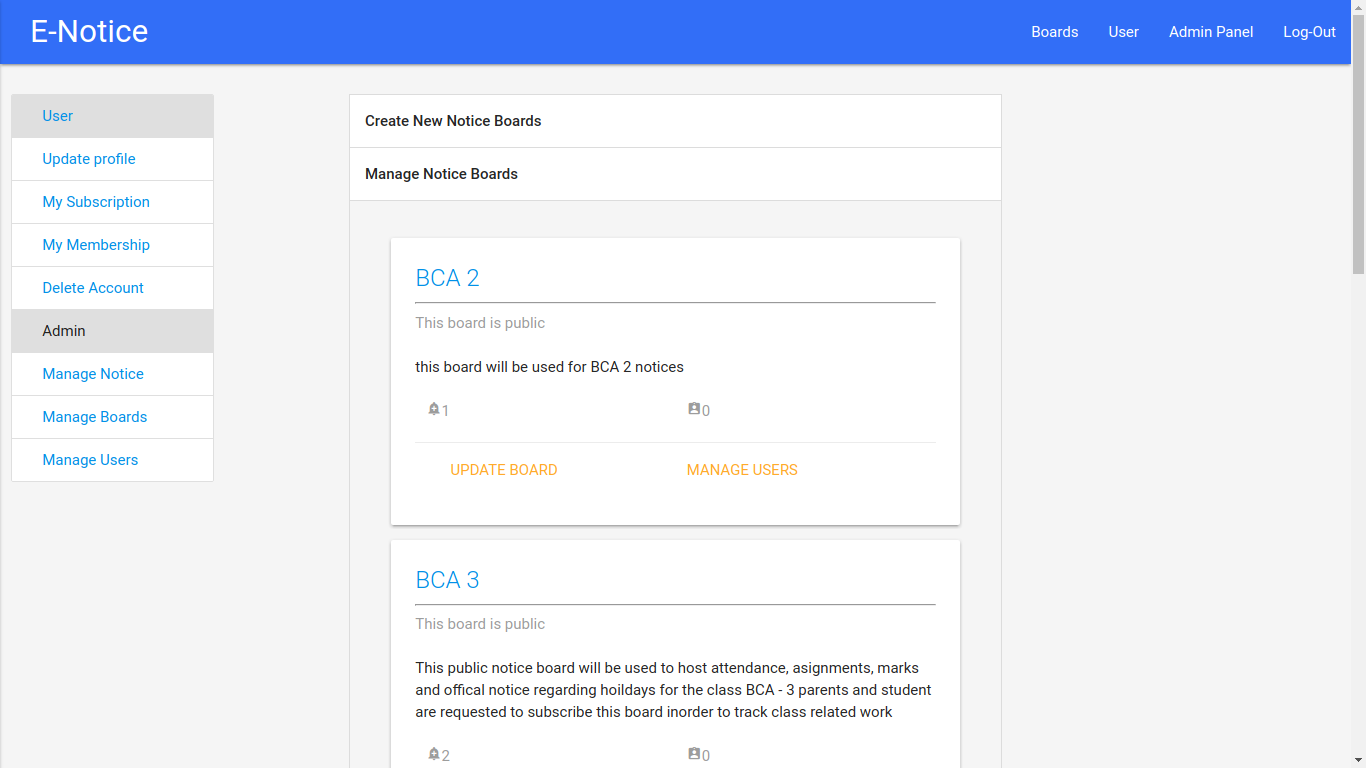 E-Notice
Boards User Admin Panel Log-Out
User
Update profile
My Subscription
My Membership
Delete Account
Admin
Manage Notice
Manage Boards
Manage Users
Create New Notice Boards
Manage Notice Boards
BCA 2
This board is public
this board will be used for BCA 2 notices
1 0
UPDATE BOARD MANAGE USERS
BCA 3
This board is public
This public notice board will be used to host attendance, asignments, marks
and offical notice regarding hoildays for the class BCA - 3 parents and student
are requested to subscribe this board inorder to track class related work
2 0